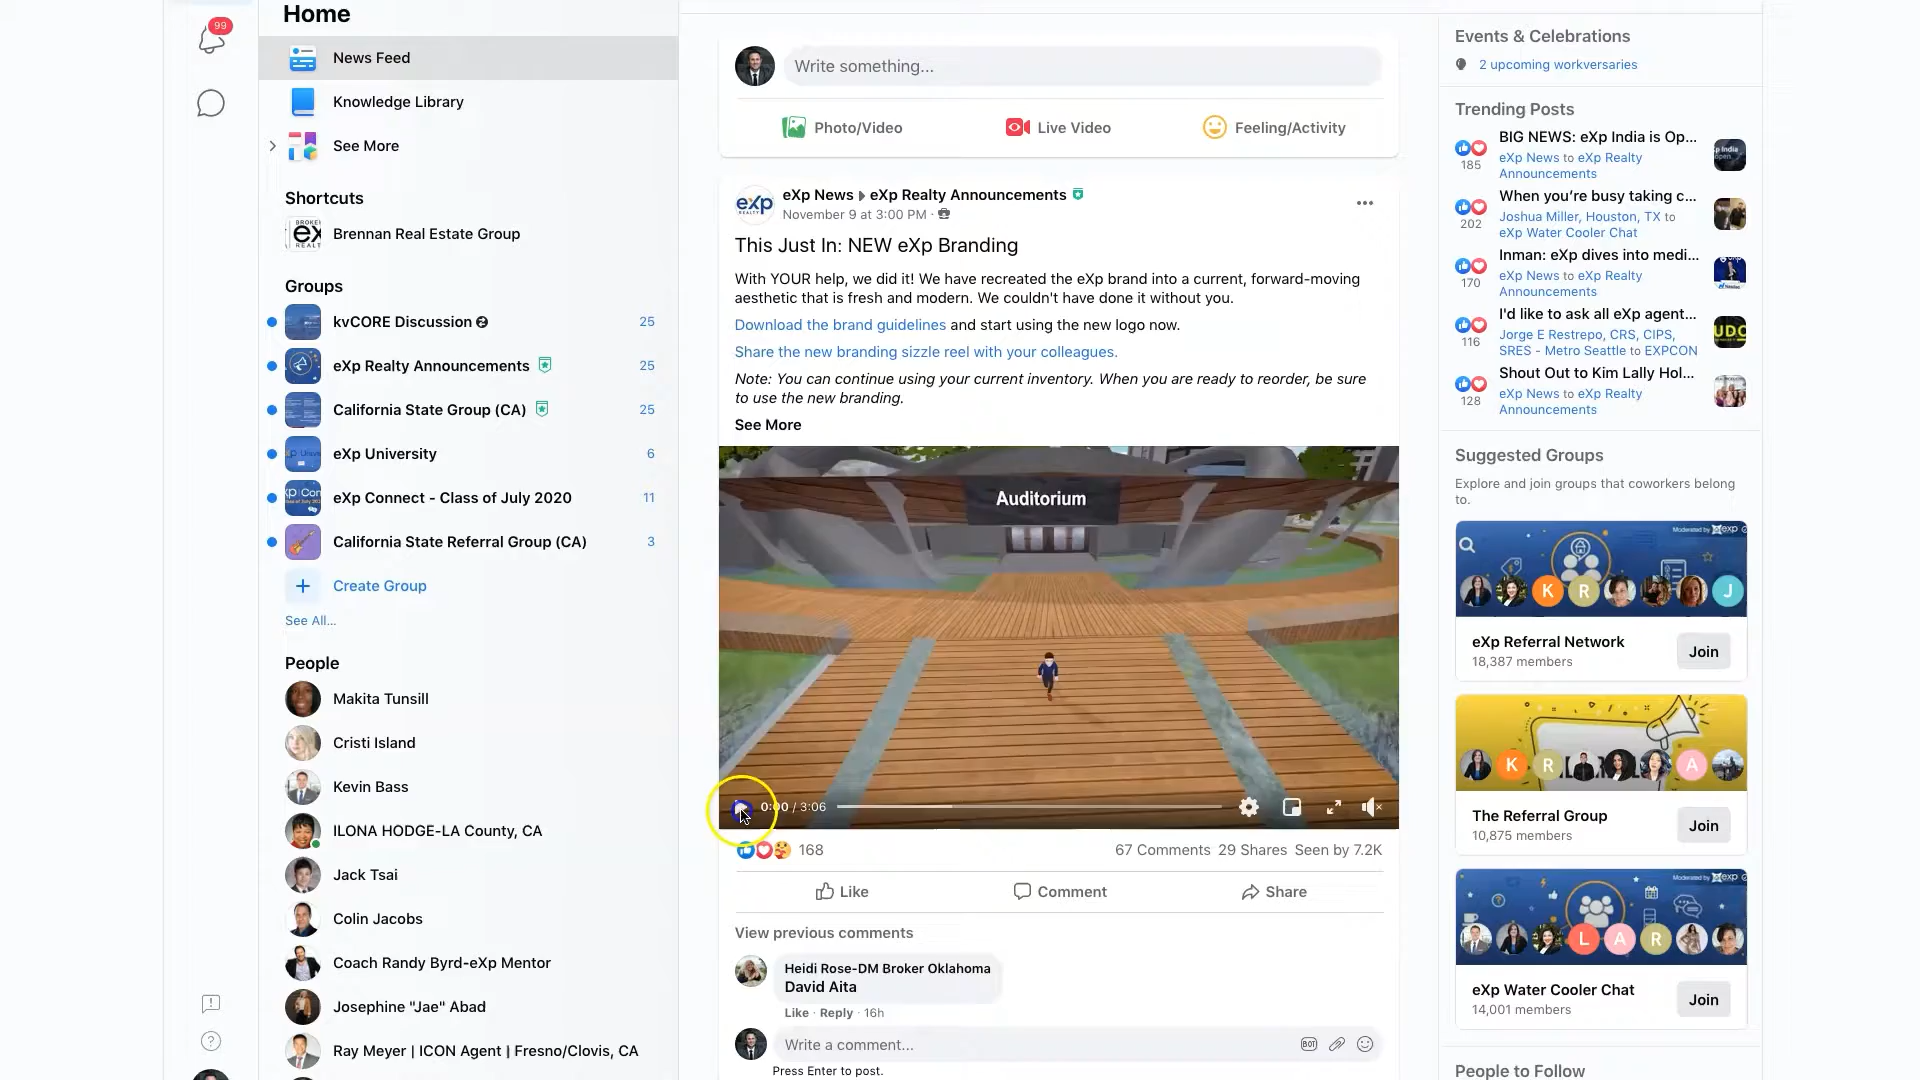 99
Home
News Feed
Knowledge Library
See More
Shortcuts
Brennan Real Estate Group
Groups
kvCORE Discussion
25
eXp Realty Announcements
25
California State Group (CA)
25
eXp University
6
eXp Connect - Class of July 2020
11
California State Referral Group (CA)
3
Create Group
See All...
People
Makita Tunsill
Cristi Island
Kevin Bass
ILONA HODGE-LA County, CA
Jack Tsai
Colin Jacobs
Coach Randy Byrd-eXp Mentor
Josephine "Jae" Abad
Ray Meyer | ICON Agent | Fresno/Clovis, CA
Write something...
Photo/Video
Live Video
Feeling/Activity
eXp REALTY
eXp News eXp Realty Announcements
November 9 at 3:00 PM ·
This Just In: NEW eXp Branding
With YOUR help, we did it! We have recreated the eXp brand into a current, forward-moving
aesthetic that is fresh and modern. We couldn't have done it without you.
Download the brand guidelines and start using the new logo now.
Share the new branding sizzle reel with your colleagues.
Note: You can continue using your current inventory. When you are ready to reorder, be sure
to use the new branding.
See More
Auditorium
0:00 / 3:06
168
67 Comments 29 Shares Seen by 7.2K
Like
Comment
Share
View previous comments
Heidi Rose-DM Broker Oklahoma
David Aita
Like · Reply · 16h
Write a comment...
BOT
Press Enter to post.
Events & Celebrations
2 upcoming workversaries
Trending Posts
BIG NEWS: eXp India is Op...
185
eXp News to eXp Realty
Announcements
When you're busy taking c...
202
Joshua Miller, Houston, TX to
eXp Water Cooler Chat
Inman: eXp dives into medi...
170
eXp News to eXp Realty
Announcements
I'd like to ask all eXp agent...
116
Jorge E Restrepo, CRS, CIPS,
SRES - Metro Seattle to EXPCON
Shout Out to Kim Lally Hol...
128
eXp News to eXp Realty
Announcements
Suggested Groups
Explore and join groups that coworkers belong
to.
Moderated by exp
K
R
J
eXp Referral Network
18,387 members
Join
K
R
A
The Referral Group
10,875 members
Join
Moderated by exp
L
A
R
eXp Water Cooler Chat
14,001 members
Join
People to Follow